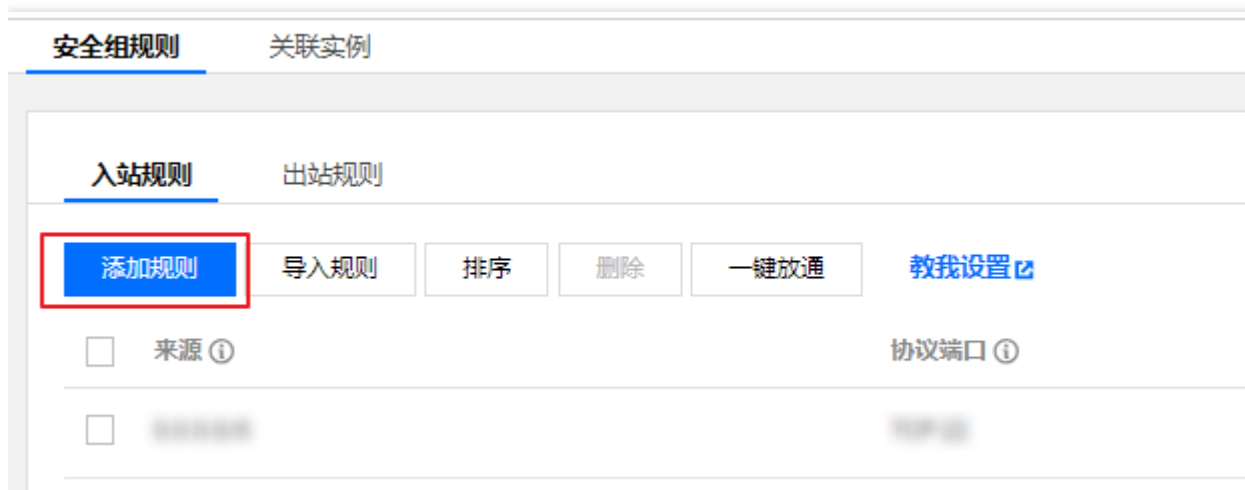 安全组规则 关联实例
入站规则 出站规则
添加规则 导入规则 排序 删除 一键放通 教我设置
来源 协议端口